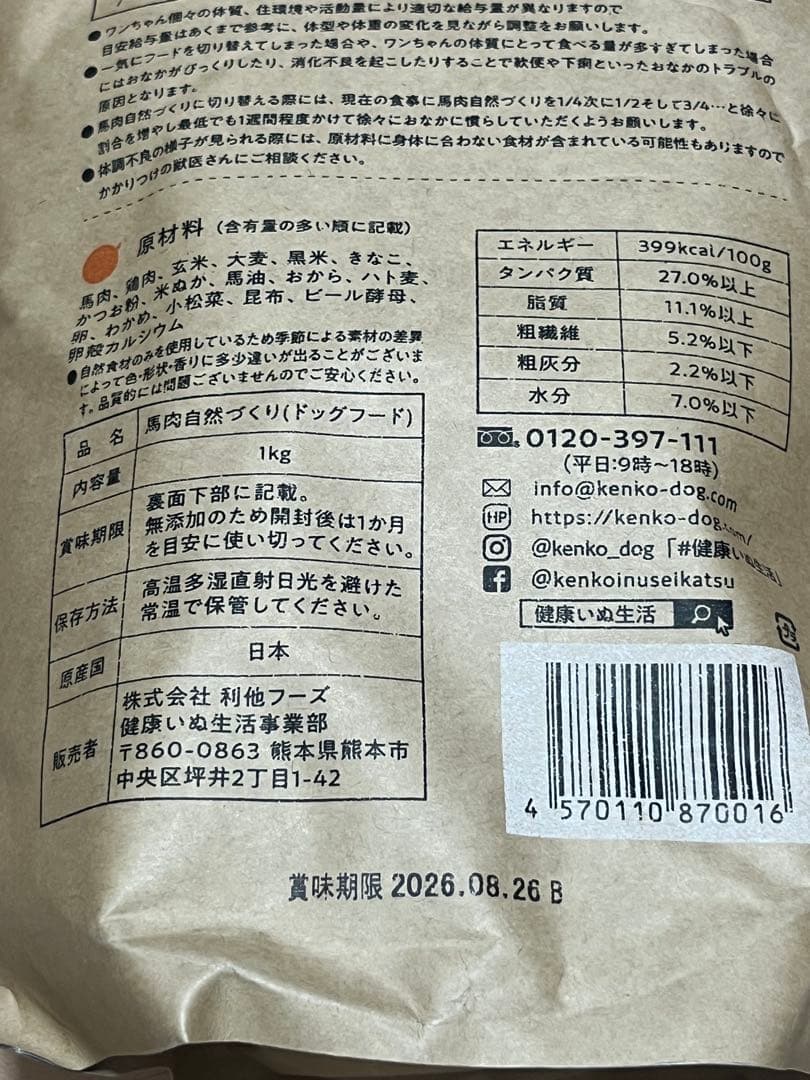 ワンちゃん個々の体質、住環境や活動量により適切な給与量が異なりますので
●目安給与量はあくまで参考に、体型や体重の変化を見ながら調整をお願いします。
●一気にフードを切り替えてしまった場合や、ワンちゃんの体質にとって食べる量が多すぎてしまった場合
にはおなかがびっくりしたり、消化不良を起こしたりすることで軟便や下痢といったおなかのトラブルの
原因となります。
●馬肉自然づくりに切り替える際には、現在の食事に馬肉自然づくりを1/4次に1/2そして3/4…と徐々に
割合を増やし最低でも1週間程度かけて徐々におなかに慣らしていただくようお願いします。
●体調不良の様子が見られる際には、原材料に身体に合わない食材が含まれている可能性もありますので
かかりつけの獣医さんにご相談ください。
原材料（含有量の多い順に記載）
馬肉、鶏肉、玄米、大麦、黒米、きなこ、
かつお粉、米ぬか、馬油、おから、ハト麦、
卵、わかめ、小松菜、昆布、ビール酵母、
卵殻カルシウム
●自然食材のみを使用しているため季節による素材の差異
によって色・形状・香りに多少違いが出ることがございま
す。品質的には問題ございませんのでご安心ください。
エネルギー 399kcal/100g
タンパク質 27.0%以上
脂質 11.1%以上
粗繊維 5.2%以下
粗灰分 2.2%以下
水分 7.0%以下
品名 馬肉自然づくり(ドッグフード)
内容量 1kg
賞味期限 裏面下部に記載。
無添加のため開封後は1か月
を目安に使い切ってください。
保存方法 高温多湿直射日光を避けた
常温で保管してください。
原産国 日本
販売者 株式会社 利他フーズ
健康いぬ生活事業部
〒860-0863 熊本県熊本市
中央区坪井2丁目1-42
0120-397-111
(平日:9時〜18時)
info@kenko-dog.com
HP https://kenko-dog.com/
@kenko_dog「#健康いぬ生活」
@kenkoinuseikatsu
健康いぬ生活
4 570110 870016
賞味期限 2026.08.26 B